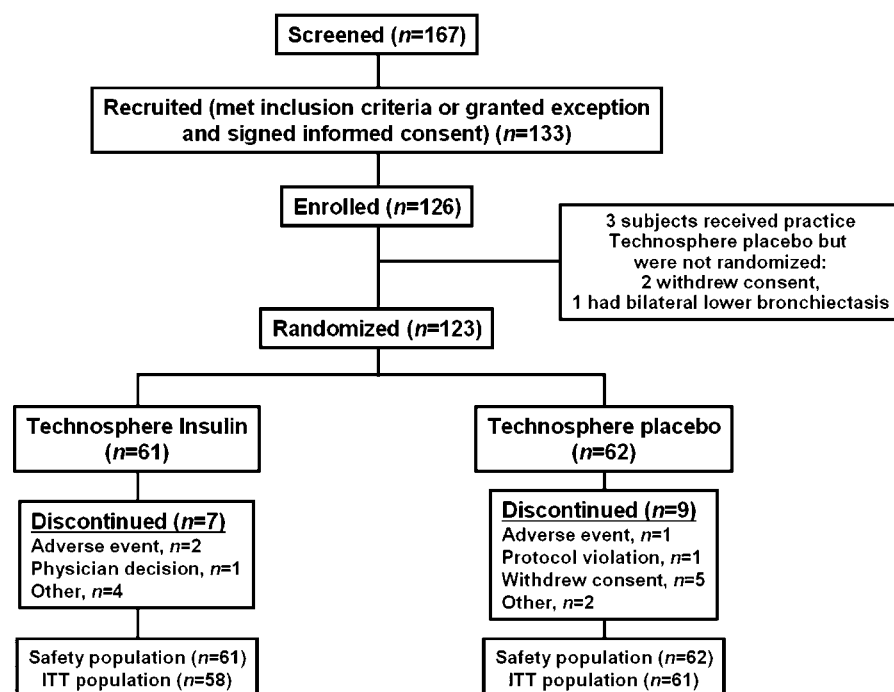 Screened (n=167)
Recruited (met inclusion criteria or granted exception
and signed informed consent) (n=133)
Enrolled (n=126)
3 subjects received practice
Technosphere placebo but
were not randomized:
2 withdrew consent,
1 had bilateral lower bronchiectasis
Randomized (n=123)
Technosphere Insulin
(n=61)
Technosphere placebo
(n=62)
Discontinued (n=7)
Adverse event, n=2
Physician decision, n=1
Other, n=4
Discontinued (n=9)
Adverse event, n=1
Protocol violation, n=1
Withdrew consent, n=5
Other, n=2
Safety population (n=61)
ITT population (n=58)
Safety population (n=62)
ITT population (n=61)